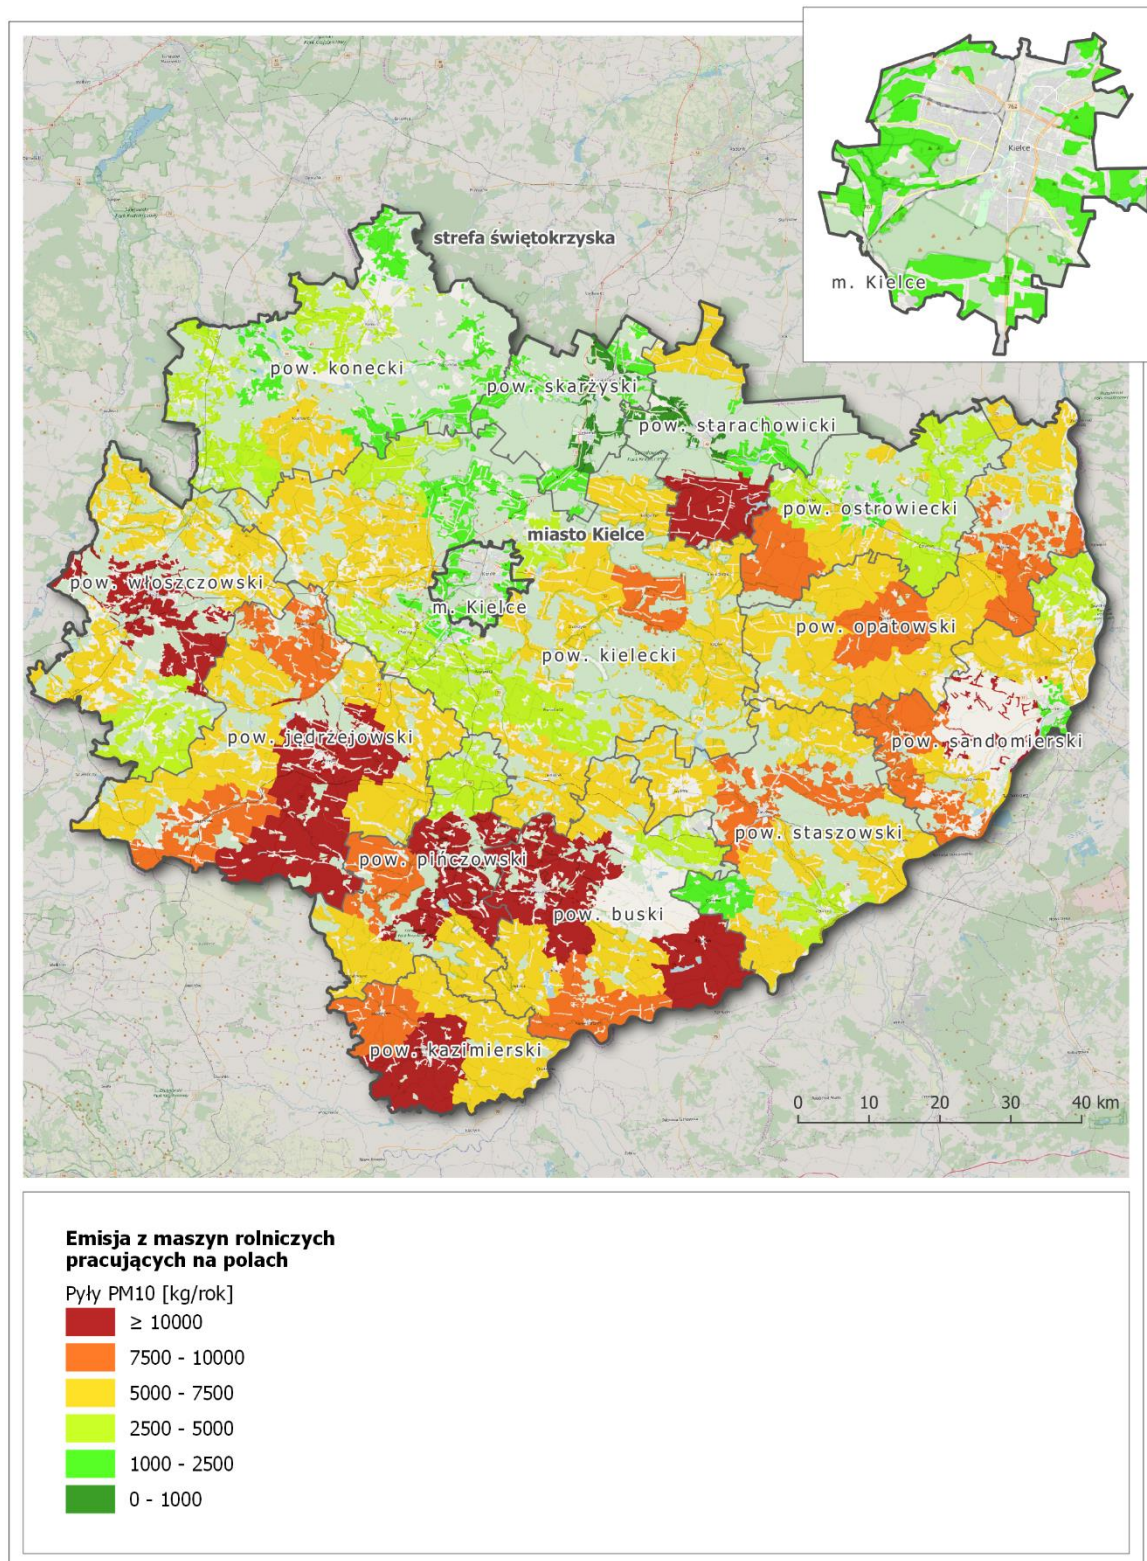 762
Kielce
m. Kielce
strefa świętokrzyska
pow. konecki
pow. skarżyski
pow. starachowicki
pow. ostrowiecki
miasto Kielce
pow. włoszczowski
m. Kielce
pow. opatowski
pow. kielecki
pow. jędrzejowski
pow. sandomierski
pow. staszowski
pow. pińczowski
pow. buski
pow. kazimierski
0 10 20 30 40 km
Emisja z maszyn rolniczych
pracujących na polach
Pyły PM10 [kg/rok]
≥ 10000
7500 - 10000
5000 - 7500
2500 - 5000
1000 - 2500
0 - 1000